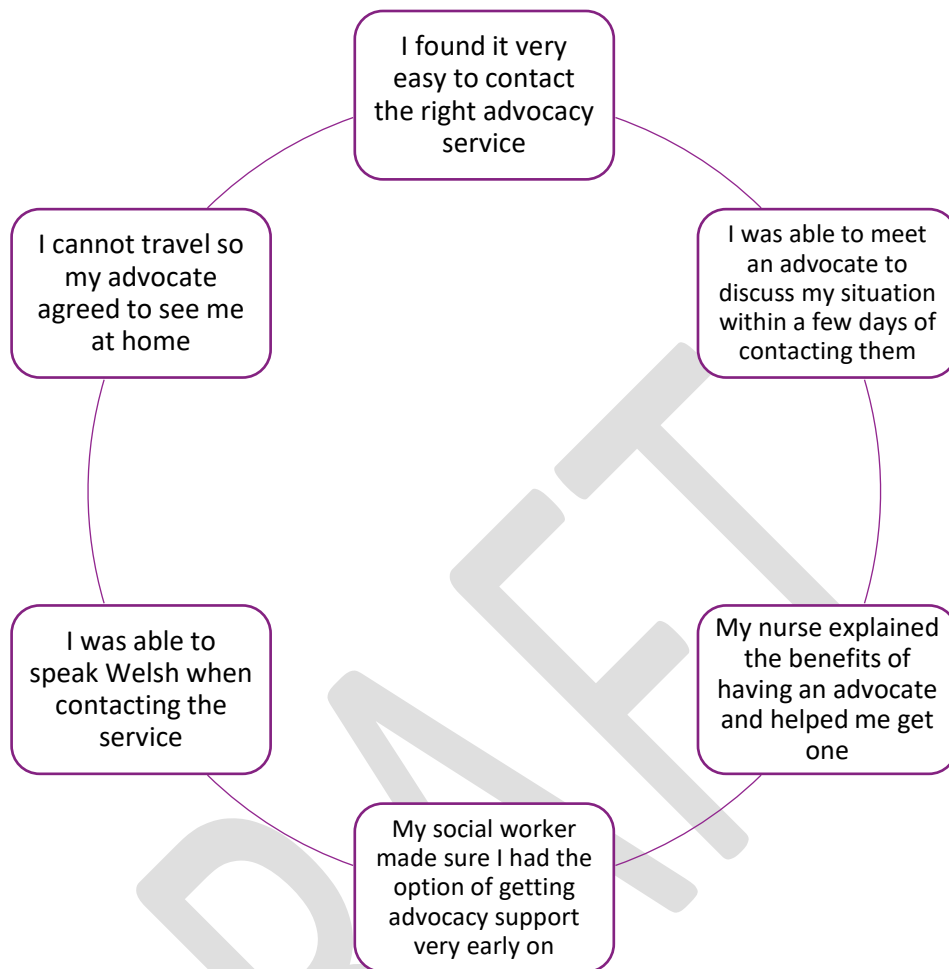 I found it very
easy to contact
the right advocacy
service
I was able to meet
an advocate to
discuss my situation
within a few days of
contacting them
My nurse explained
the benefits of
having an advocate
and helped me get
one
My social worker
made sure I had the
option of getting
advocacy support
very early on
I was able to
speak Welsh when
contacting the
service
I cannot travel so
my advocate
agreed to see me
at home
DRAFT